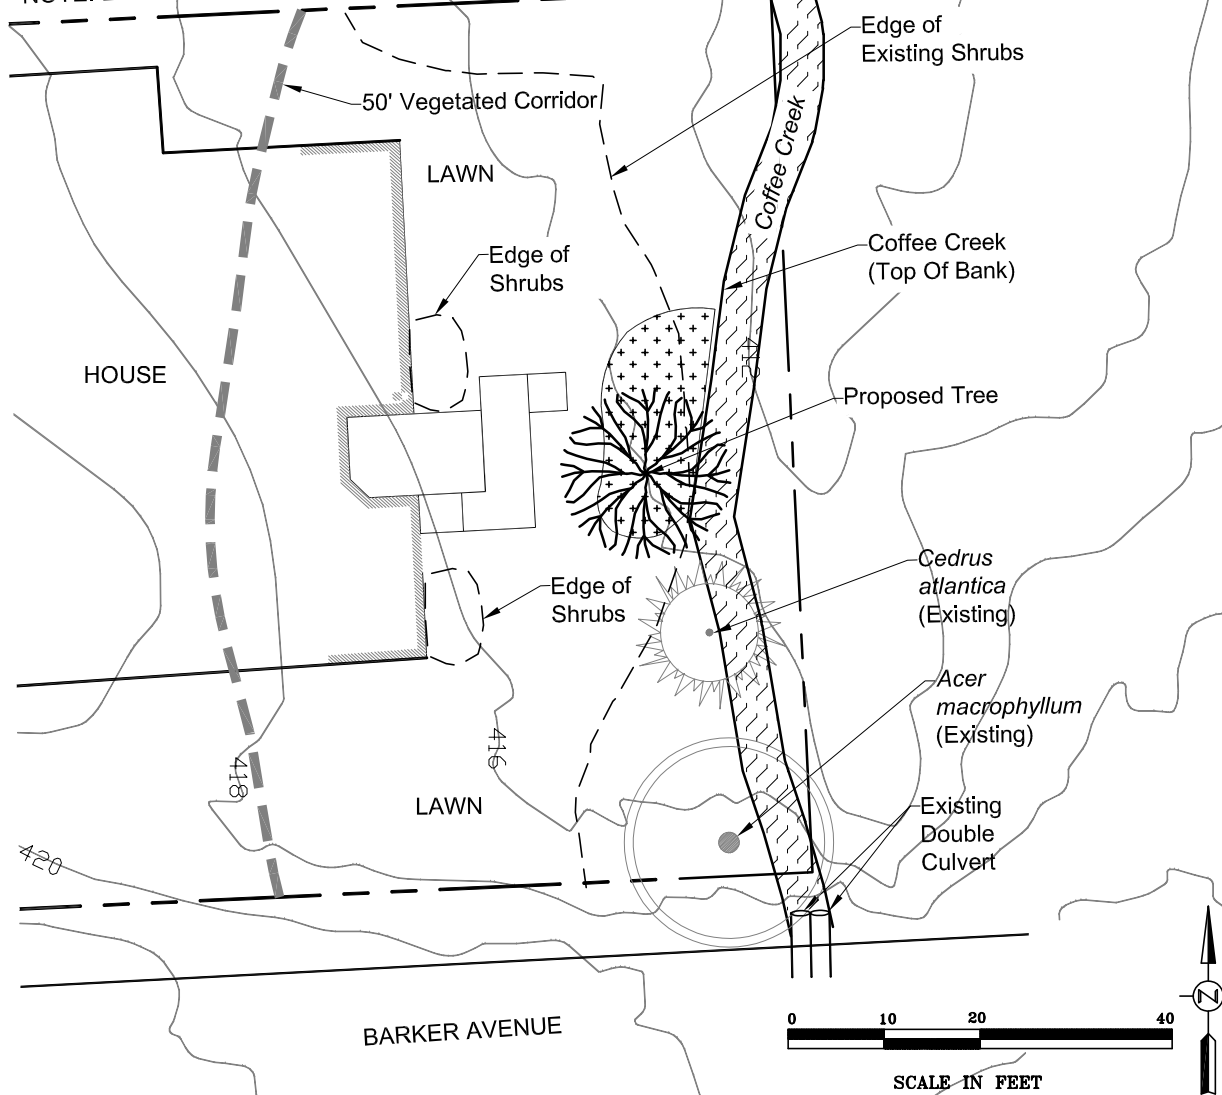 Edge of
Existing Shrubs
50' Vegetated Corridor
Coffee Creek
LAWN
Edge of
Shrubs
Coffee Creek
(Top Of Bank)
HOUSE
Proposed Tree
Cedrus
atlantica
(Existing)
Edge of
Shrubs
Acer
macrophyllum
(Existing)
416
418
LAWN
Existing
Double
Culvert
420
Z
BARKER AVENUE
0 10 20 40
SCALE IN FEET